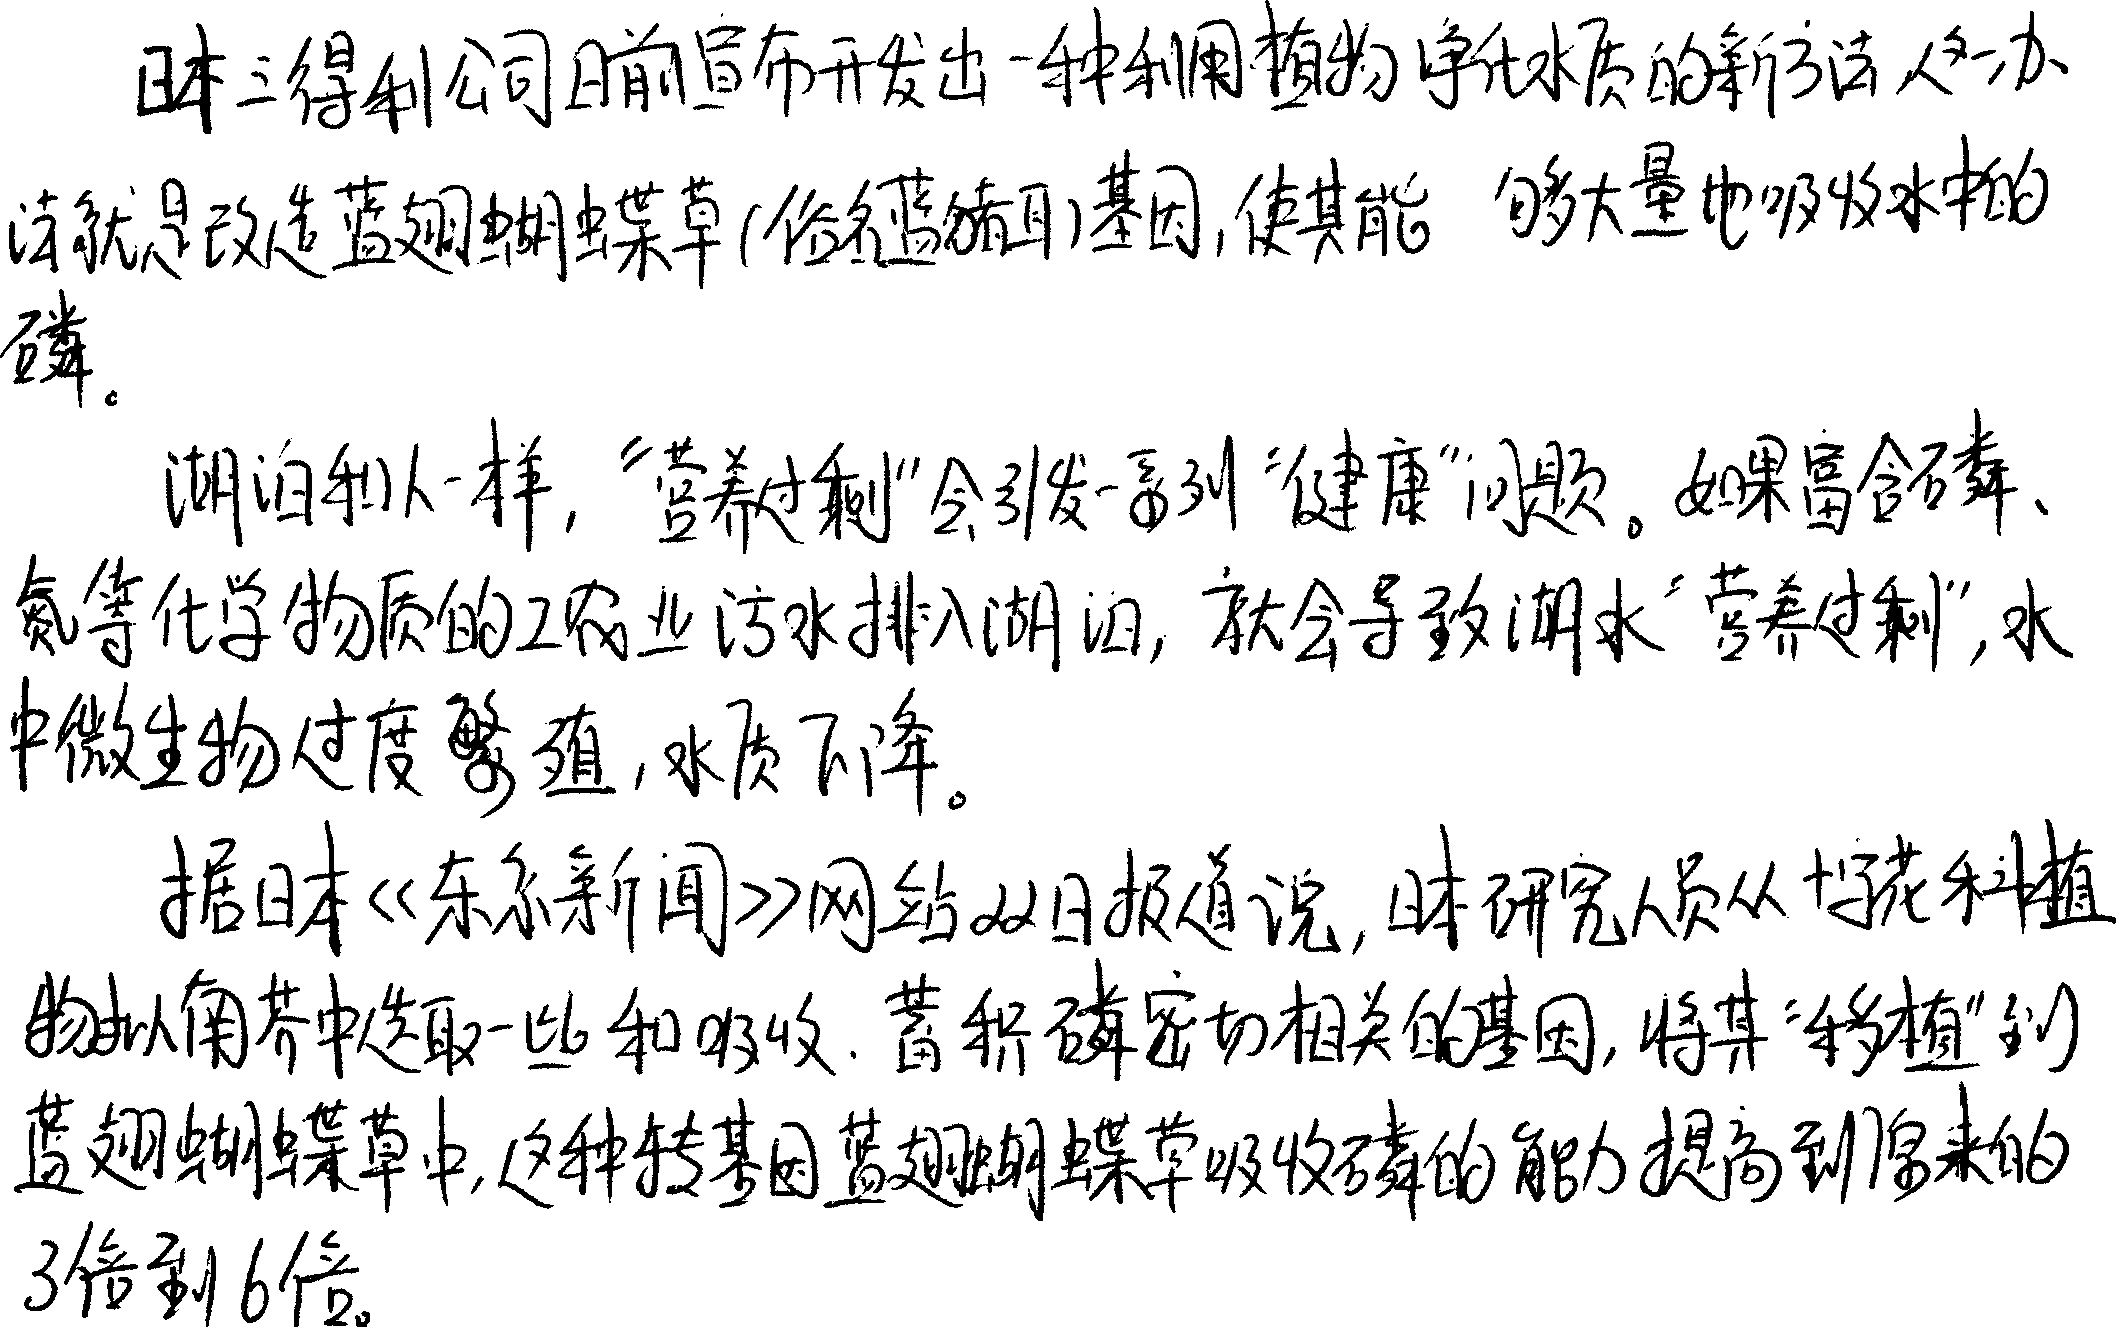 日本三得利公司日前宣布开发出一种利用植物净化水质的新方法这一办
法就是改造蓝翅蝴蝶草(俗名蓝猪耳)基因,使其能 够大量地吸收水中的
磷。
湖泊和人一样,“营养过剩”会引发一系列“健康”问题。如果富含磷、
氮等化学物质的工农业污水排入湖泊,就会导致湖水“营养过剩”,水
中微生物过度繁殖,水质下降。
据日本《东京新闻》网站22日报道说,日本研究人员从十字花科植
物拟南芥中选取一些和吸收、蓄积磷密切相关的基因,将其“移植”到
蓝翅蝴蝶草中,这种转基因蓝翅蝴蝶草吸收磷的能力提高到原来的
3倍到6倍。